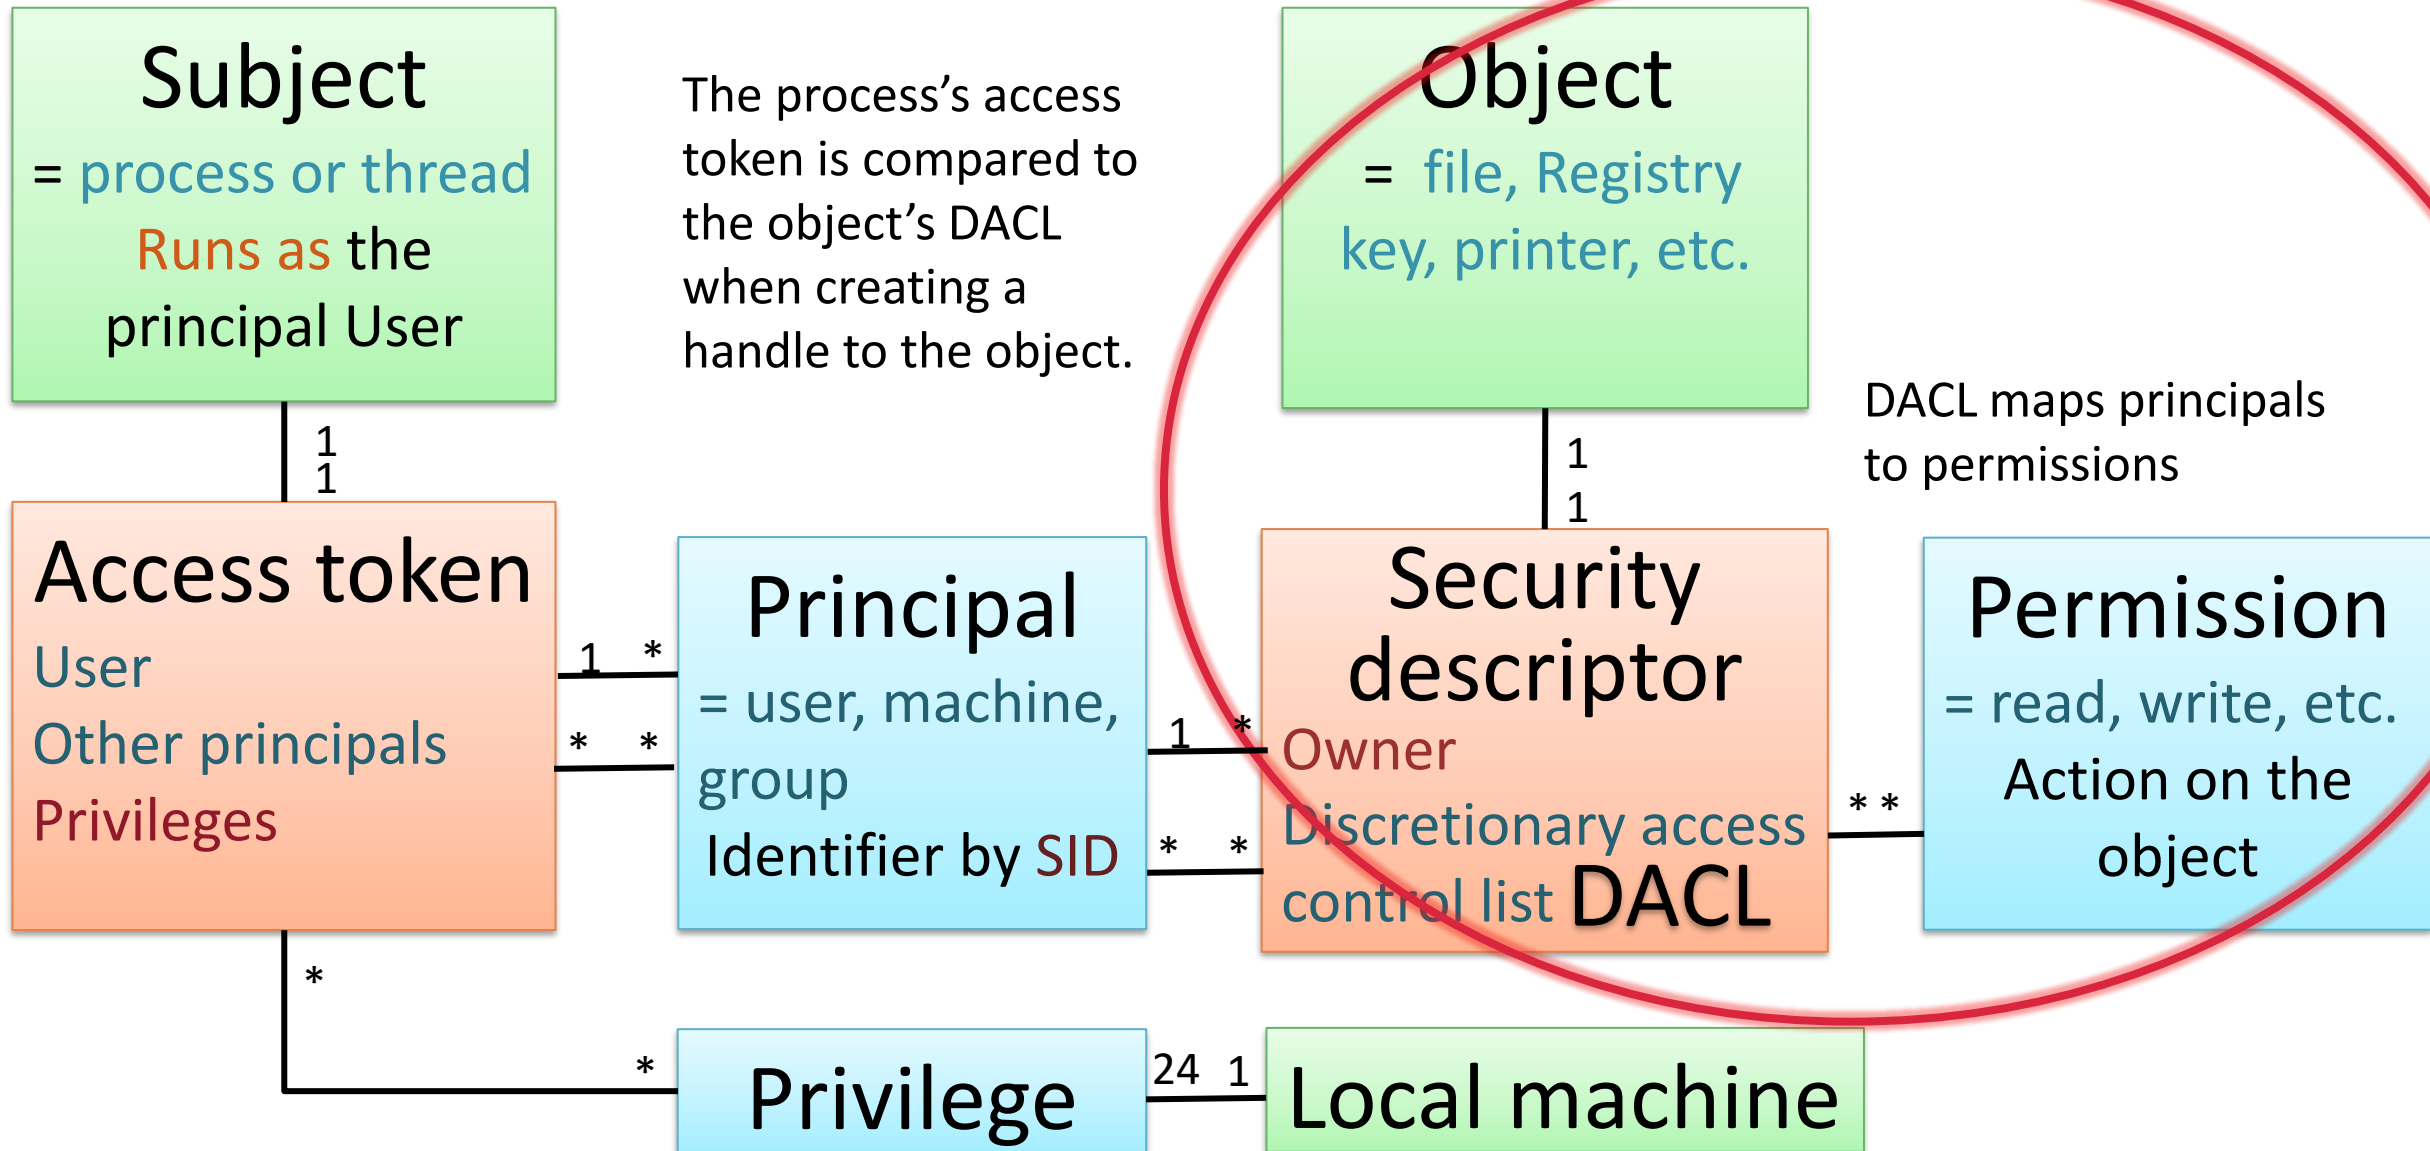 Subject
= process or thread
Runs as the
principal User
The process’s access
token is compared to
the object’s DACL
when creating a
handle to the object.
Object
= file, Registry
key, printer, etc.
DACL maps principals
to permissions
1
1
1
1
Access token
User
Other principals
Privileges
1 *
* *
Principal
= user, machine,
group
Identifier by SID
1 *
* *
Security
descriptor
Owner
Discretionary access
control list DACL
* *
Permission
= read, write, etc.
Action on the
object
*
*
Privilege
24 1
Local machine